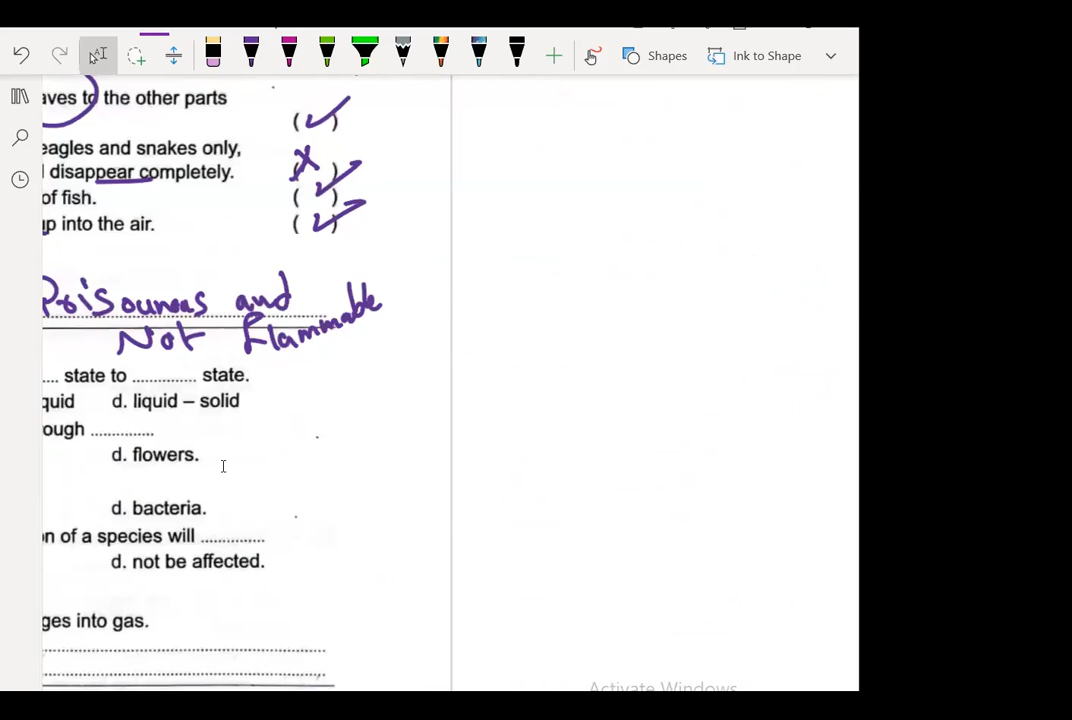 Shapes
Ink to Shape
aves to the other parts
(✓)
eagles and snakes only,
disappear completely. (X)
of fish. (✓)
up into the air. (✓)
Poisounous and
Not flammable
.... state to .............. state.
quid d. liquid – solid
ough ..............
d. flowers.
d. bacteria.
on of a species will ..............
d. not be affected.
ges into gas.
Activate Windows